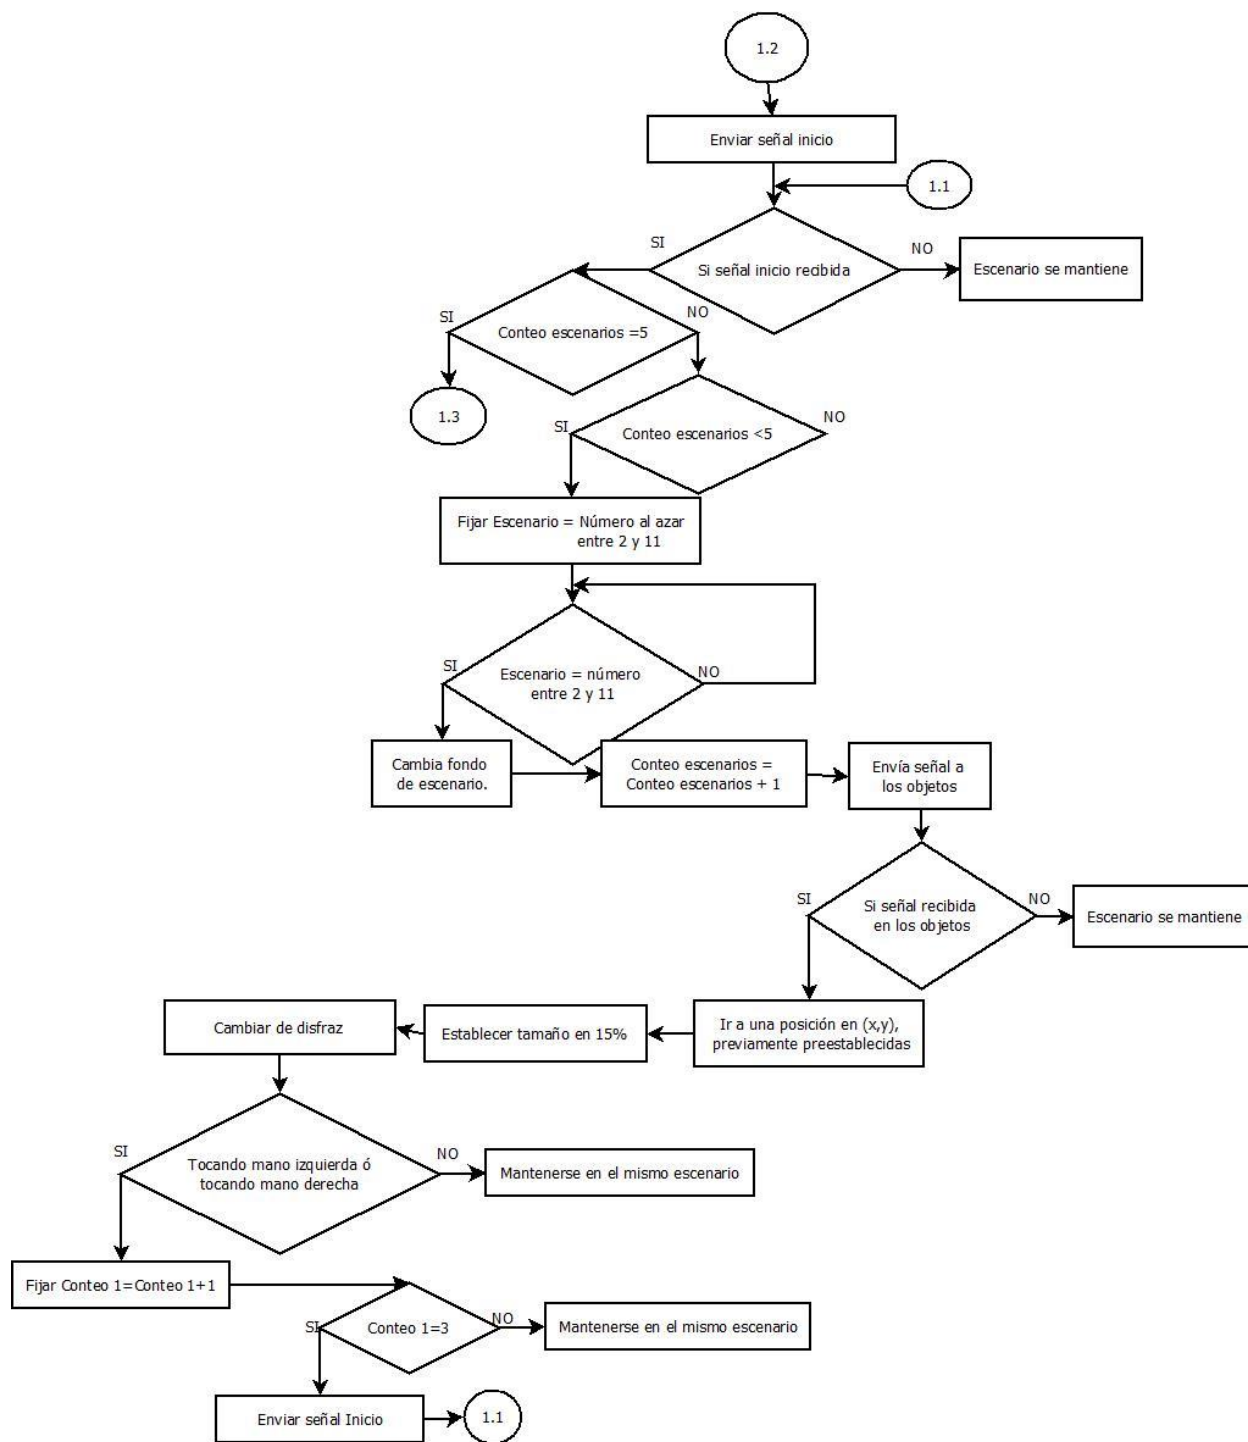 1.2
Enviar señal inicio
1.1
SI
Si señal inicio recibida
NO
Escenario se mantiene
SI
Conteo escenarios =5
NO
1.3
SI
Conteo escenarios <5
NO
Fijar Escenario = Número al azar
entre 2 y 11
SI
Escenario = número
entre 2 y 11
NO
Cambia fondo
de escenario.
Conteo escenarios =
Conteo escenarios + 1
Envía señal a
los objetos
SI
Si señal recibida
en los objetos
NO
Escenario se mantiene
Ir a una posición en (x,y),
previamente preestablecidas
Establecer tamaño en 15%
Cambiar de disfraz
SI
Tocando mano izquierda ó
tocando mano derecha
NO
Mantenerse en el mismo escenario
Fijar Conteo 1=Conteo 1+1
SI
Conteo 1=3
NO
Mantenerse en el mismo escenario
Enviar señal Inicio
1.1